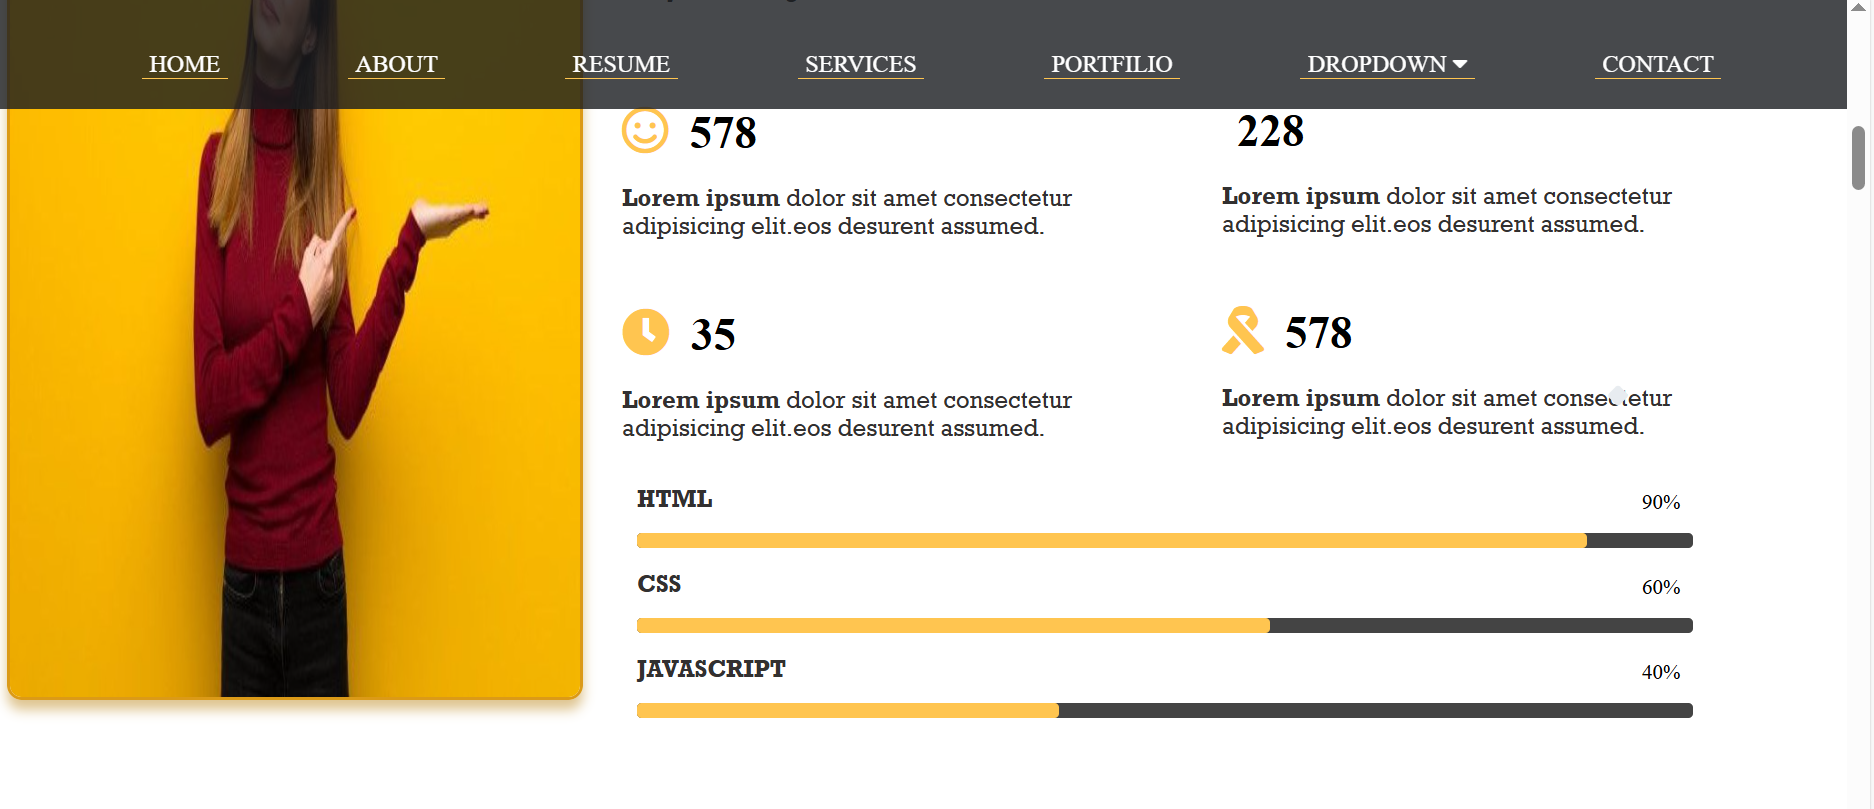 HOME ABOUT RESUME SERVICES PORTFILIO DROPDOWN CONTACT
578
Lorem ipsum dolor sit amet consectetur
adipisicing elit.eos desurent assumed.
228
Lorem ipsum dolor sit amet consectetur
adipisicing elit.eos desurent assumed.
35
Lorem ipsum dolor sit amet consectetur
adipisicing elit.eos desurent assumed.
578
Lorem ipsum dolor sit amet consectetur
adipisicing elit.eos desurent assumed.
HTML 90%
CSS 60%
JAVASCRIPT 40%